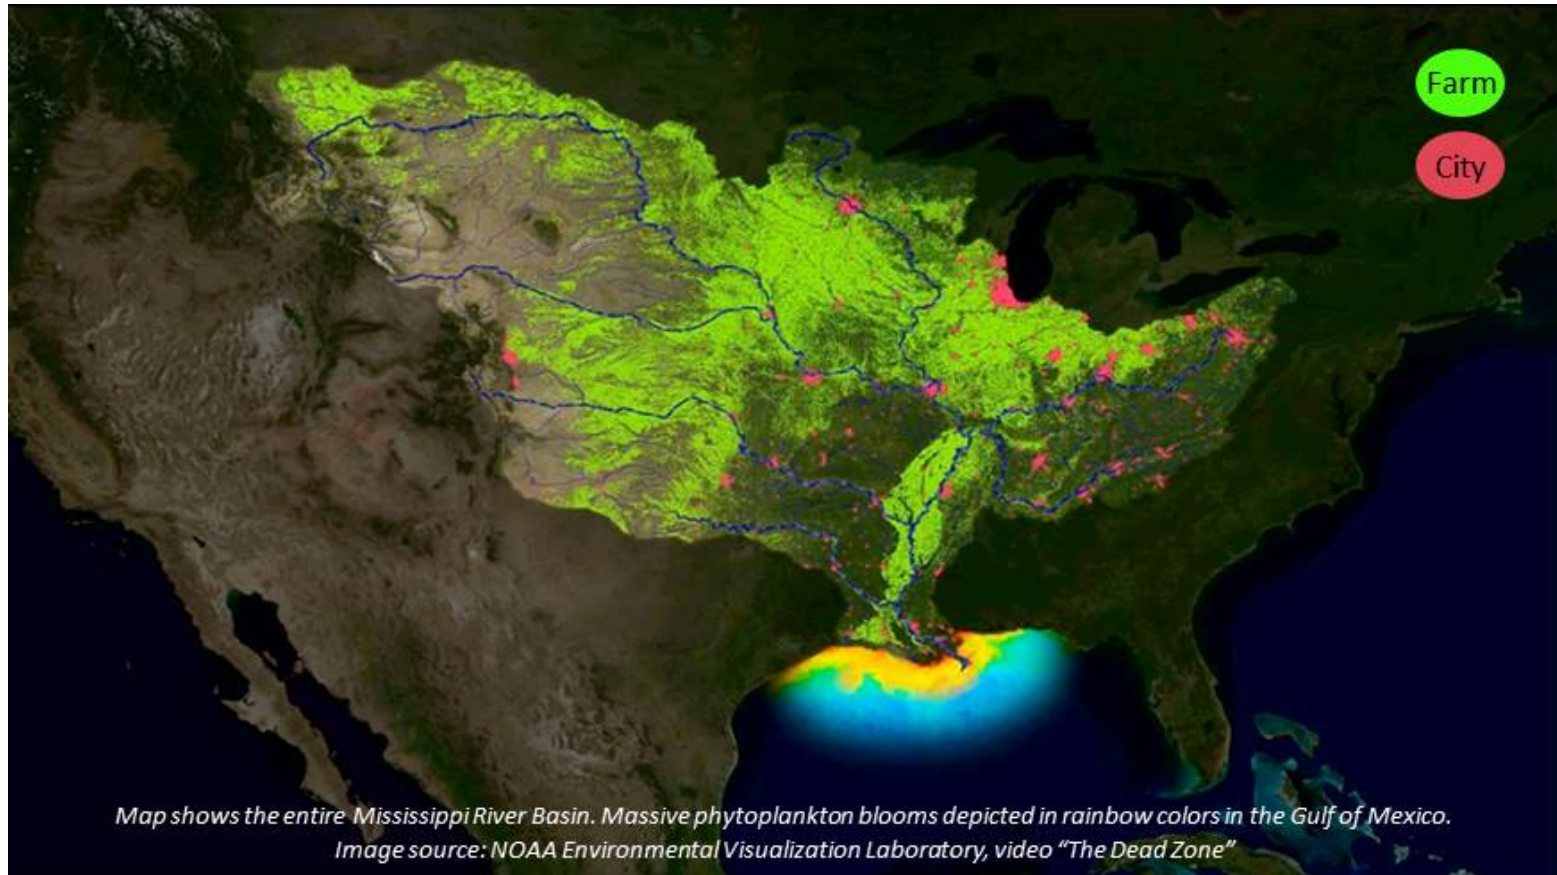 Farm
City
Map shows the entire Mississippi River Basin. Massive phytoplankton blooms depicted in rainbow colors in the Gulf of Mexico.
Image source: NOAA Environmental Visualization Laboratory, video “The Dead Zone”